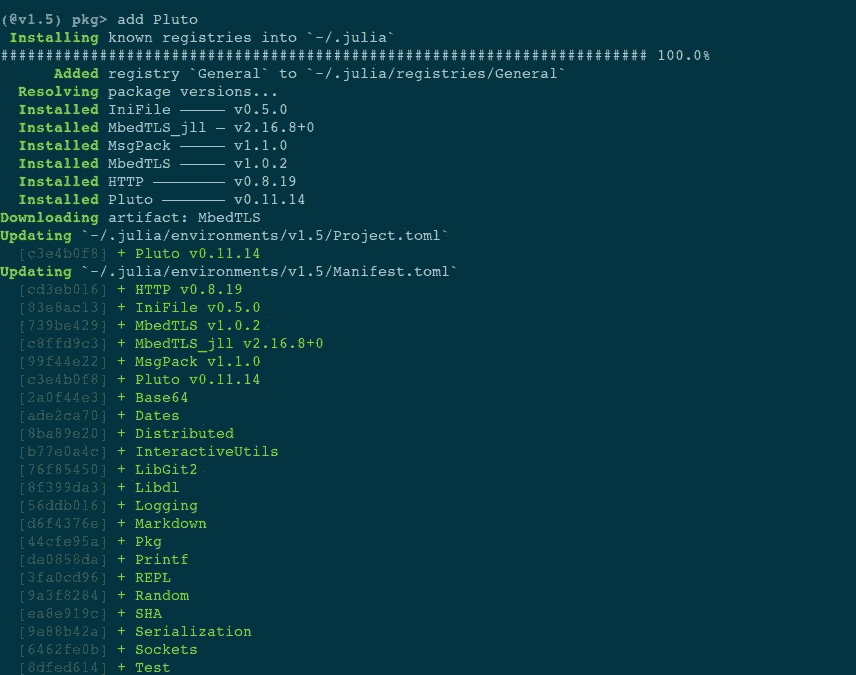 (@v1.5) pkg> add Pluto
Installing known registries into `~/.julia`
######################################################################## 100.0%
Added registry `General` to `~/.julia/registries/General`
Resolving package versions...
Installed IniFile ───── v0.5.0
Installed MbedTLS_jll ─ v2.16.8+0
Installed MsgPack ───── v1.1.0
Installed MbedTLS ───── v1.0.2
Installed HTTP ──────── v0.8.19
Installed Pluto ─────── v0.11.14
Downloading artifact: MbedTLS
Updating `~/.julia/environments/v1.5/Project.toml`
[c3e4b0f8] + Pluto v0.11.14
Updating `~/.julia/environments/v1.5/Manifest.toml`
[cd3eb016] + HTTP v0.8.19
[83e8ac13] + IniFile v0.5.0
[739be429] + MbedTLS v1.0.2
[c8ffd9c3] + MbedTLS_jll v2.16.8+0
[99f44e22] + MsgPack v1.1.0
[c3e4b0f8] + Pluto v0.11.14
[2a0f44e3] + Base64
[ade2ca70] + Dates
[8ba89e20] + Distributed
[b77e0a4c] + InteractiveUtils
[76f85450] + LibGit2
[8f399da3] + Libdl
[56ddb016] + Logging
[d6f4376e] + Markdown
[44cfe95a] + Pkg
[de0858da] + Printf
[3fa0cd96] + REPL
[9a3f8284] + Random
[ea8e919c] + SHA
[9e88b42a] + Serialization
[6462fe0b] + Sockets
[8dfed614] + Test